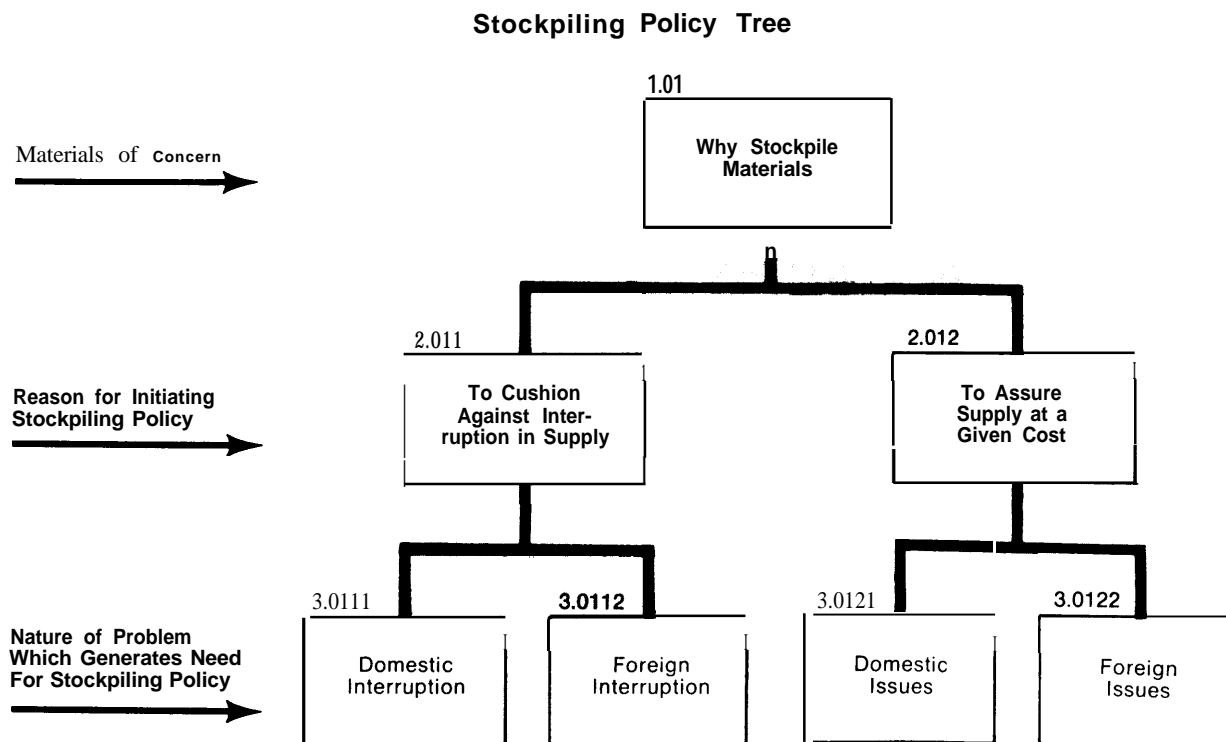 Stockpiling Policy Tree
1.01
Materials of Concern
Why Stockpile
Materials
n
2.011
2.012
Reason for Initiating
Stockpiling Policy
To Cushion
Against Inter-
ruption in Supply
To Assure
Supply at a
Given Cost
3.0111
3.0112
3.0121
3.0122
Nature of Problem
Which Generates Need
For Stockpiling Policy
Domestic
Interruption
Foreign
Interruption
Domestic
Issues
Foreign
Issues